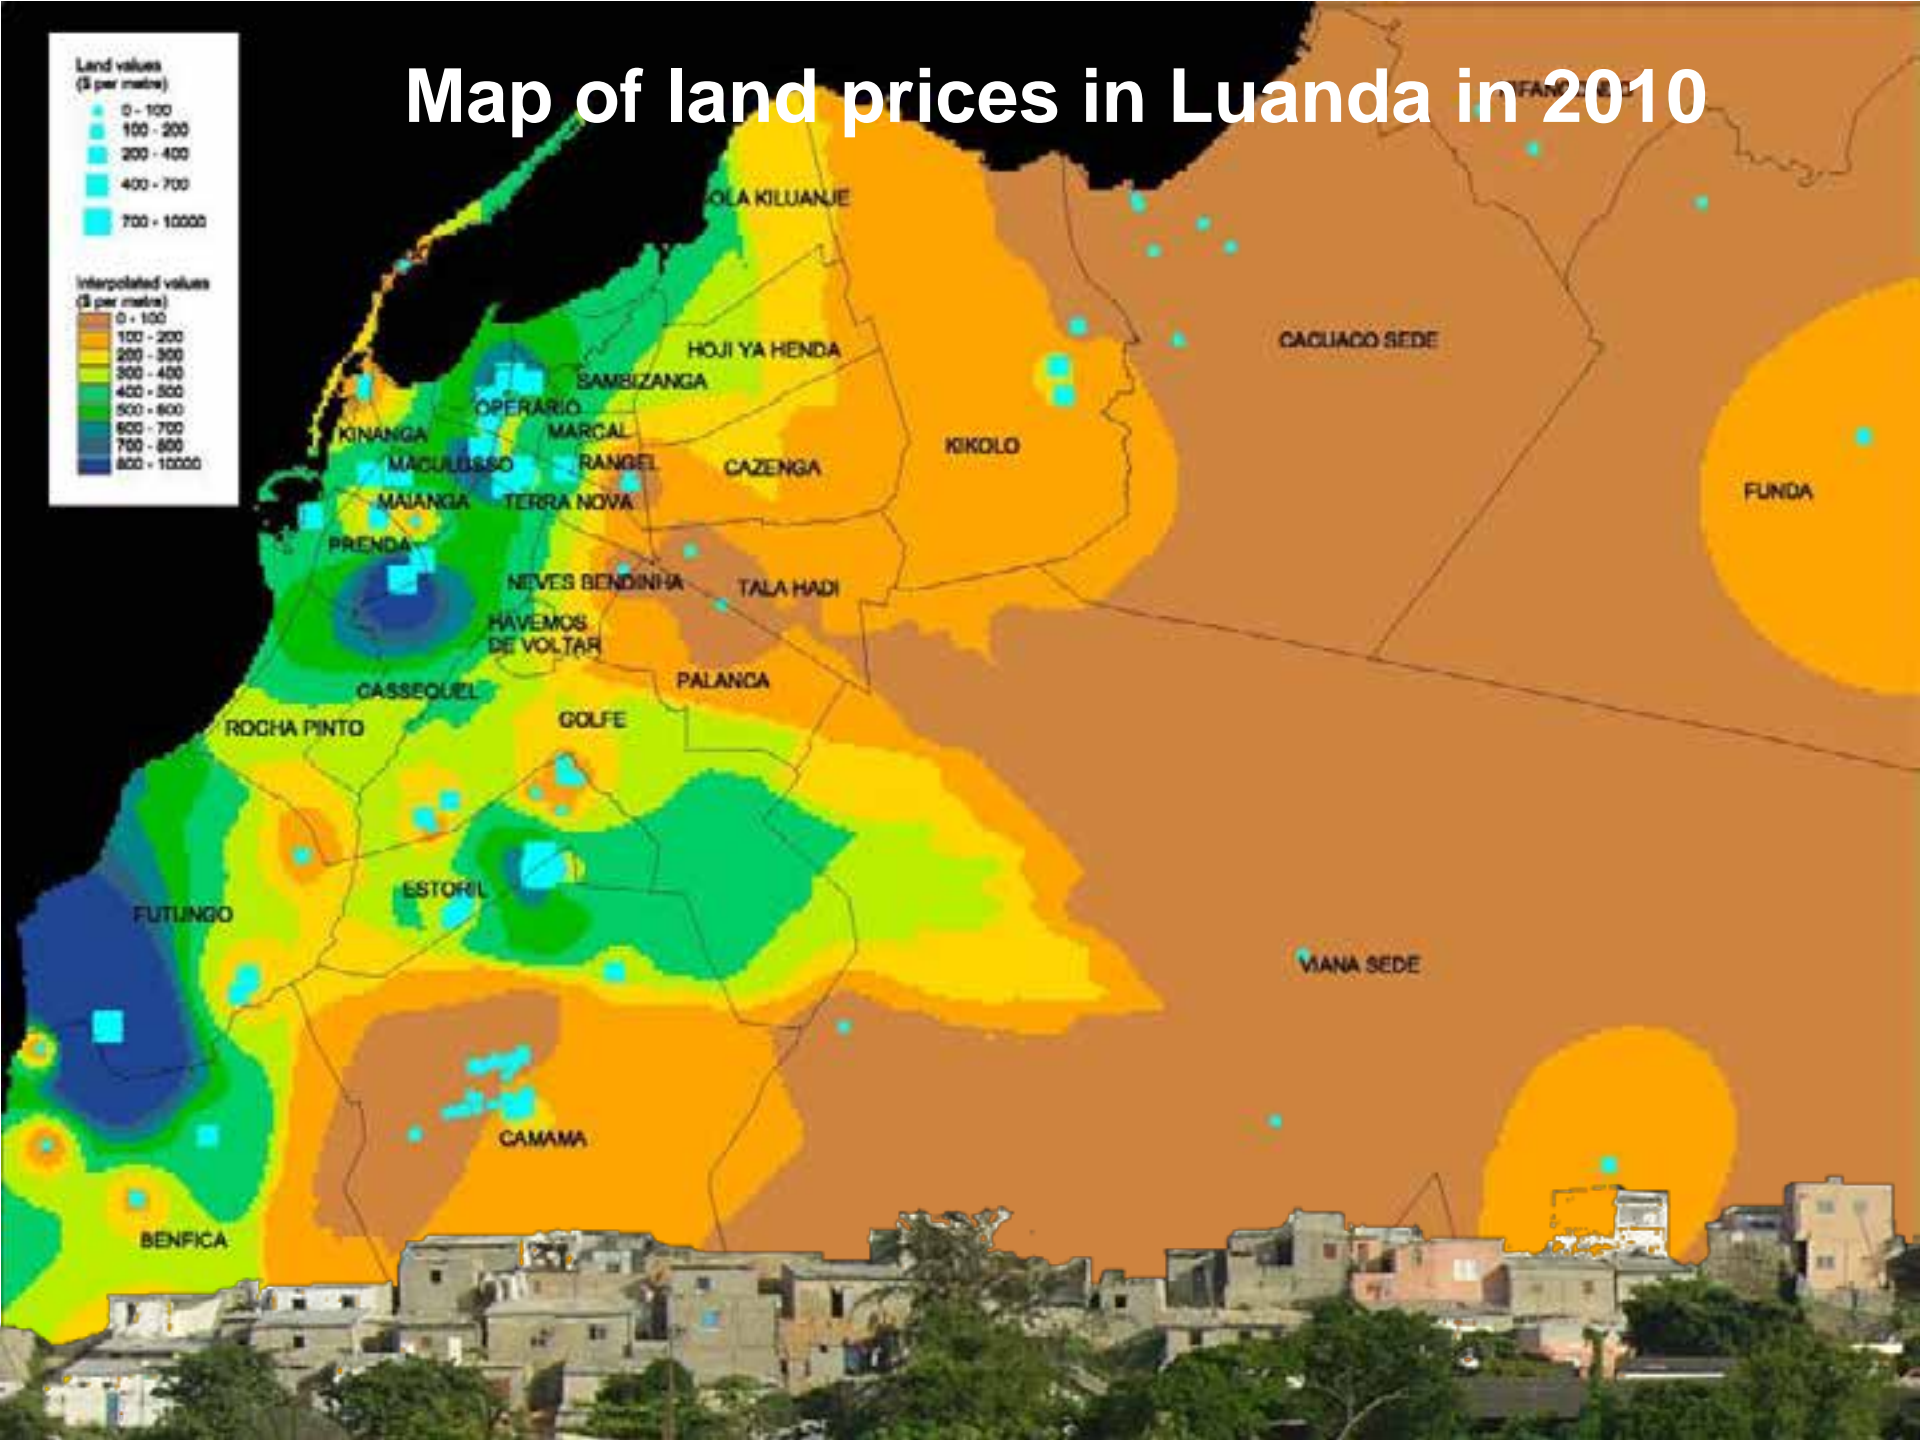 Map of land prices in Luanda in 2010
Land values
($ per metre)
0 - 100
100 - 200
200 - 400
400 - 700
700 - 10000
Interpolated values
($ per metre)
0 - 100
100 - 200
200 - 300
300 - 400
400 - 500
500 - 600
600 - 700
700 - 800
800 - 10000
OLA KILUANJE
HOJI YA HENDA
SAMBIZANGA
OPERARIO
MARCAL
KINANGA
MACULUSSO
RANGEL
CAZENGA
KIKOLO
CACUACO SEDE
FUNDA
MAIANGA
TERRA NOVA
PRENDA
NEVES BENDINHA
TALA HADI
HAVEMOS
DE VOLTAR
PALANCA
CASSEQUEL
GOLFE
ROCHA PINTO
ESTORIL
FUTUNGO
VIANA SEDE
CAMAMA
BENFICA